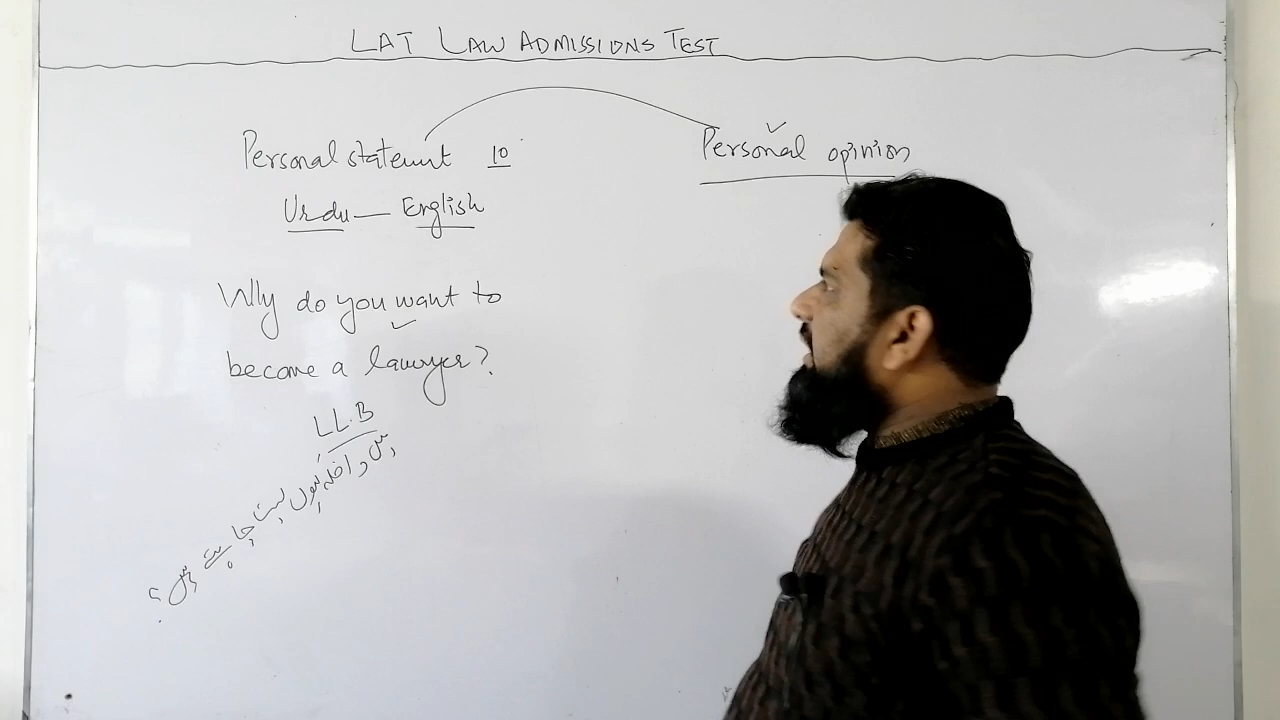 LAT LAW ADMISSIONS TEST
Personal statemnt 10
Personal opinion
Urdu — English
Why do you want to
become a lawyer?
LL.B
میں داخلہ کیوں لینا چاہتے ہیں؟